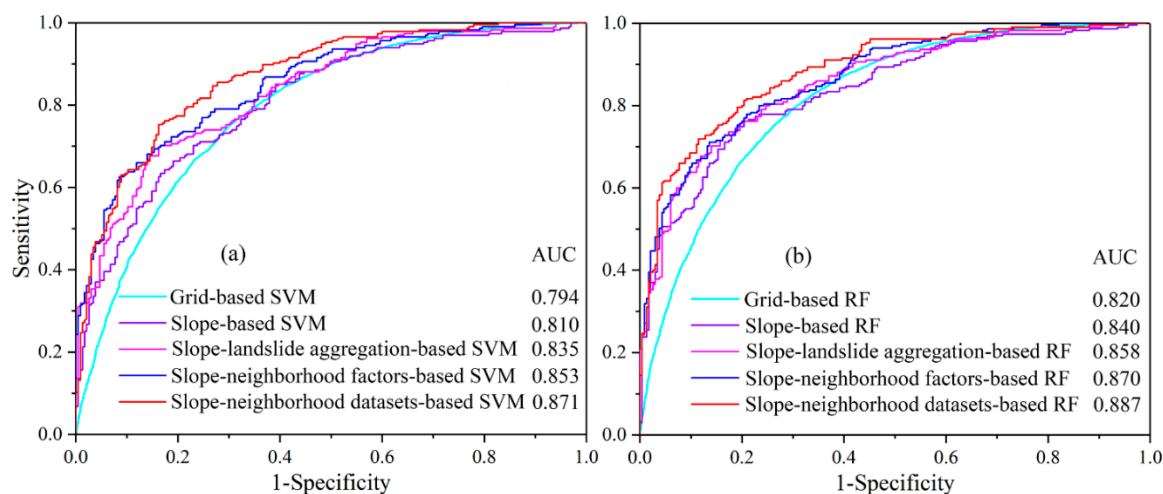 1.0
0.8
0.6
0.4
0.2
0.0
Sensitivity
(a)
AUC
Grid-based SVM 0.794
Slope-based SVM 0.810
Slope-landslide aggregation-based SVM 0.835
Slope-neighborhood factors-based SVM 0.853
Slope-neighborhood datasets-based SVM 0.871
0.0 0.2 0.4 0.6 0.8 1.0
1-Specificity
1.0
0.8
0.6
0.4
0.2
0.0
(b)
AUC
Grid-based RF 0.820
Slope-based RF 0.840
Slope-landslide aggregation-based RF 0.858
Slope-neighborhood factors-based RF 0.870
Slope-neighborhood datasets-based RF 0.887
0.0 0.2 0.4 0.6 0.8 1.0
1-Specificity